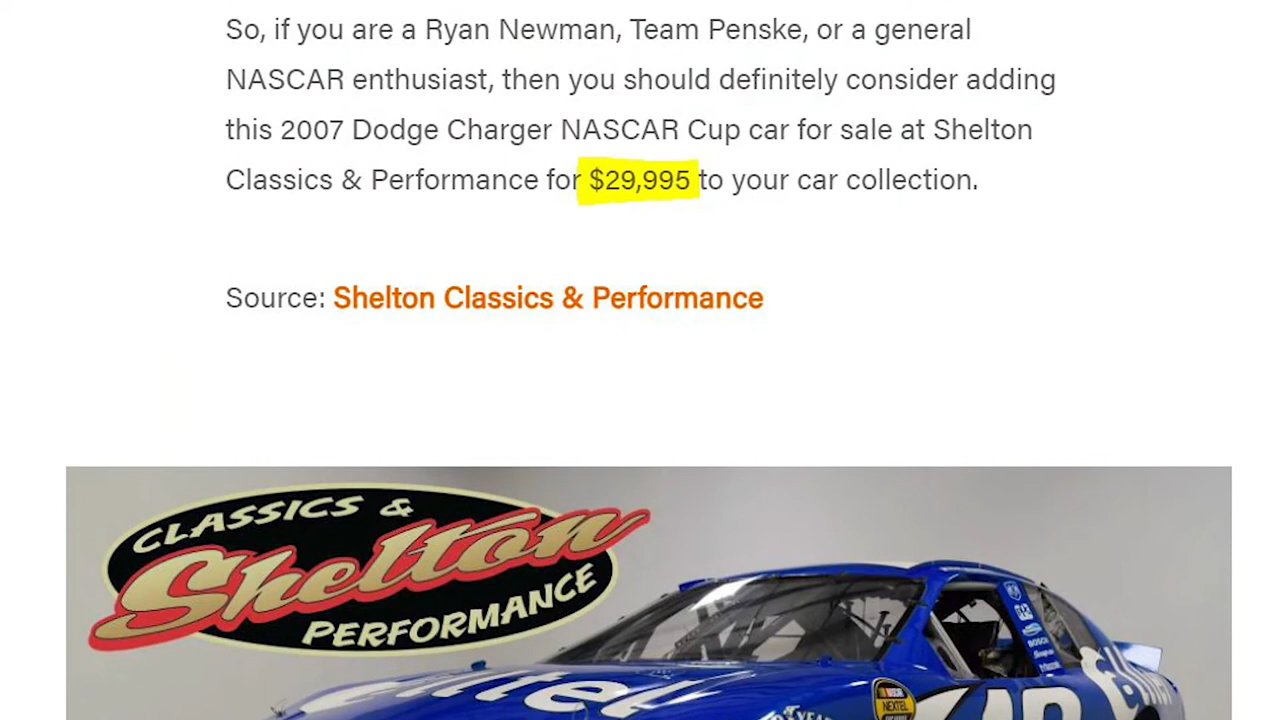 So, if you are a Ryan Newman, Team Penske, or a general
NASCAR enthusiast, then you should definitely consider adding
this 2007 Dodge Charger NASCAR Cup car for sale at Shelton
Classics & Performance for $29,995 to your car collection.
Source: Shelton Classics & Performance
CLASSICS &
Shelton
PERFORMANCE
alltel
NASCAR
NEXTEL
BOSCH